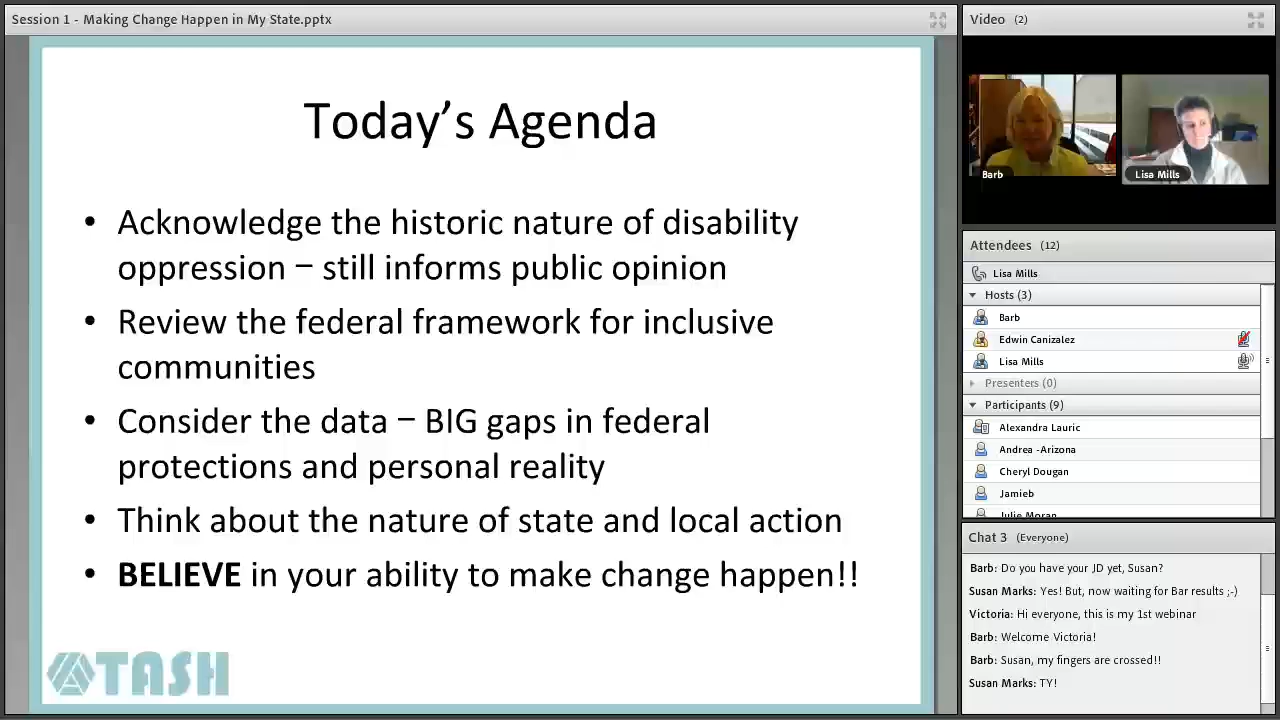 Session 1 - Making Change Happen in My State.pptx
Today's Agenda
• Acknowledge the historic nature of disability
oppression – still informs public opinion
• Review the federal framework for inclusive
communities
• Consider the data – BIG gaps in federal
protections and personal reality
• Think about the nature of state and local action
• BELIEVE in your ability to make change happen!!
TASH
Video (2)
Barb
Lisa Mills
Attendees (12)
Lisa Mills
Hosts (3)
Barb
Edwin Canizalez
Lisa Mills
Presenters (0)
Participants (9)
Alexandra Lauric
Andrea -Arizona
Cheryl Dougan
Jamieb
Julie Moran
Chat 3 (Everyone)
Barb: Do you have your JD yet, Susan?
Susan Marks: Yes! But, now waiting for Bar results ;-)
Victoria: Hi everyone, this is my 1st webinar
Barb: Welcome Victoria!
Barb: Susan, my fingers are crossed!!
Susan Marks: TY!